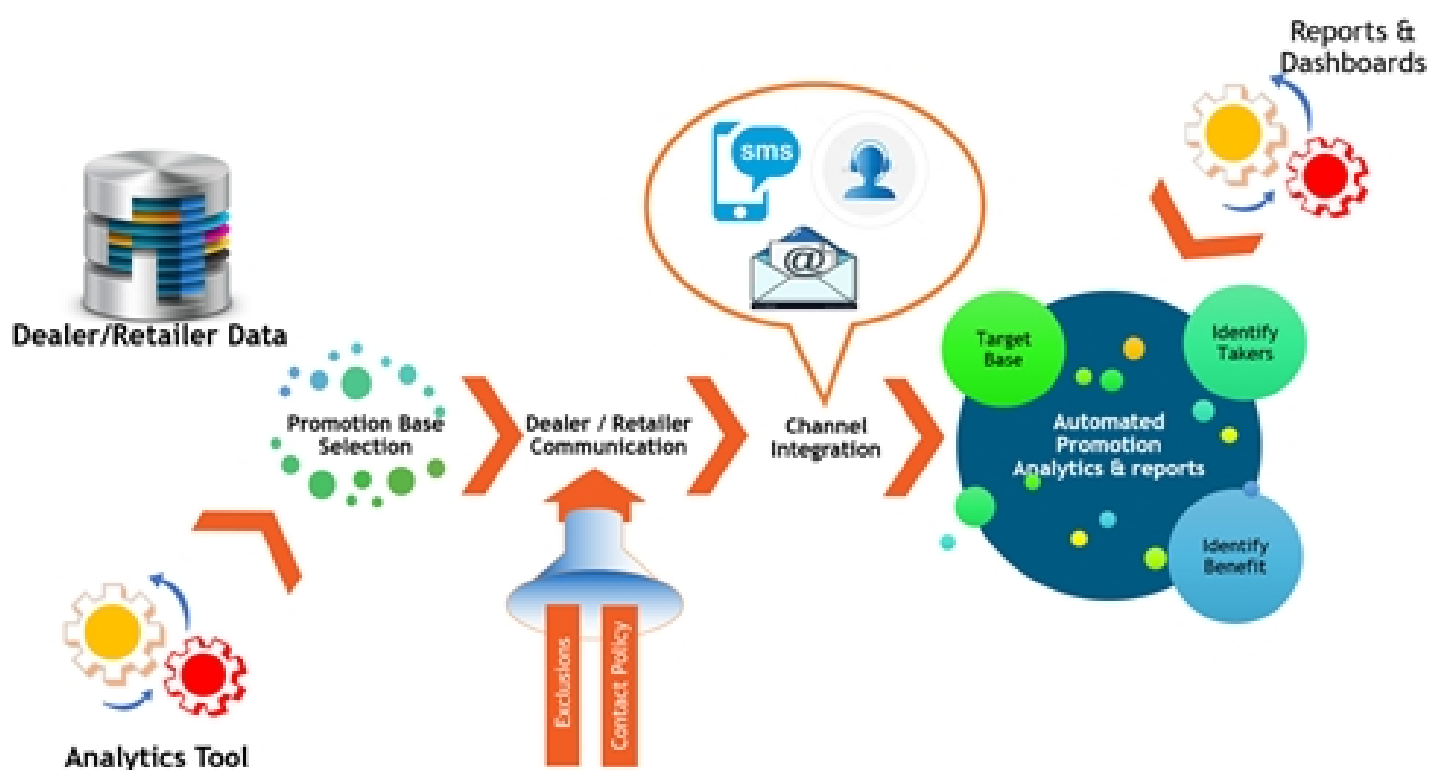 Reports &
Dashboards
sms
@
Dealer/Retailer Data
Target
Base
Identify
Takers
Promotion Base
Selection
Dealer / Retailer
Communication
Channel
Integration
Automated
Promotion
Analytics & reports
Identify
Benefit
Exclusions
Contact Policy
Analytics Tool